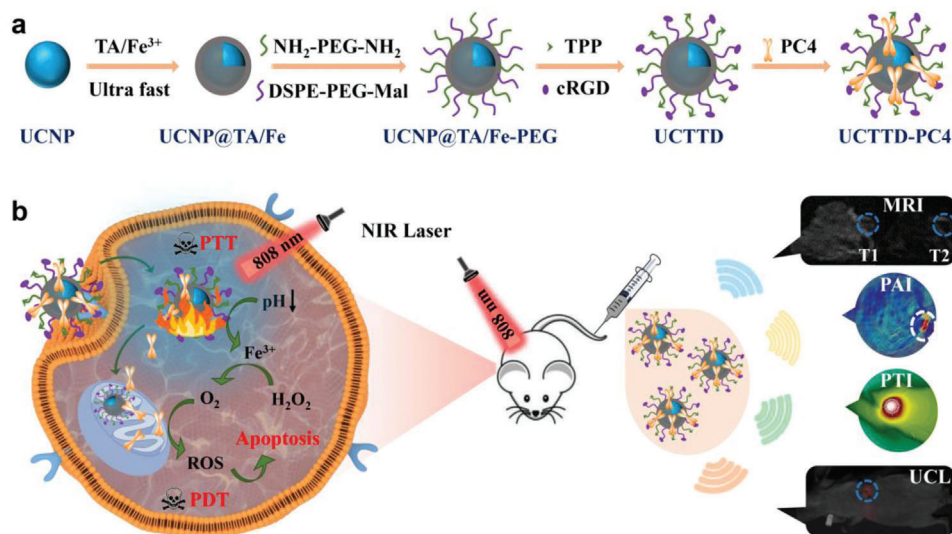 a
TA/Fe³⁺
Ultra fast
NH₂-PEG-NH₂
DSPE-PEG-Mal
TPP
cRGD
PC4
UCNP
UCNP@TA/Fe
UCNP@TA/Fe-PEG
UCTTD
UCTTD-PC4
b
PTT
808 nm
pH↓
Fe³⁺
O₂
H₂O₂
Apoptosis
ROS
PDT
NIR Laser
808 nm
MRI
T1
T2
PAI
PTI
UCL